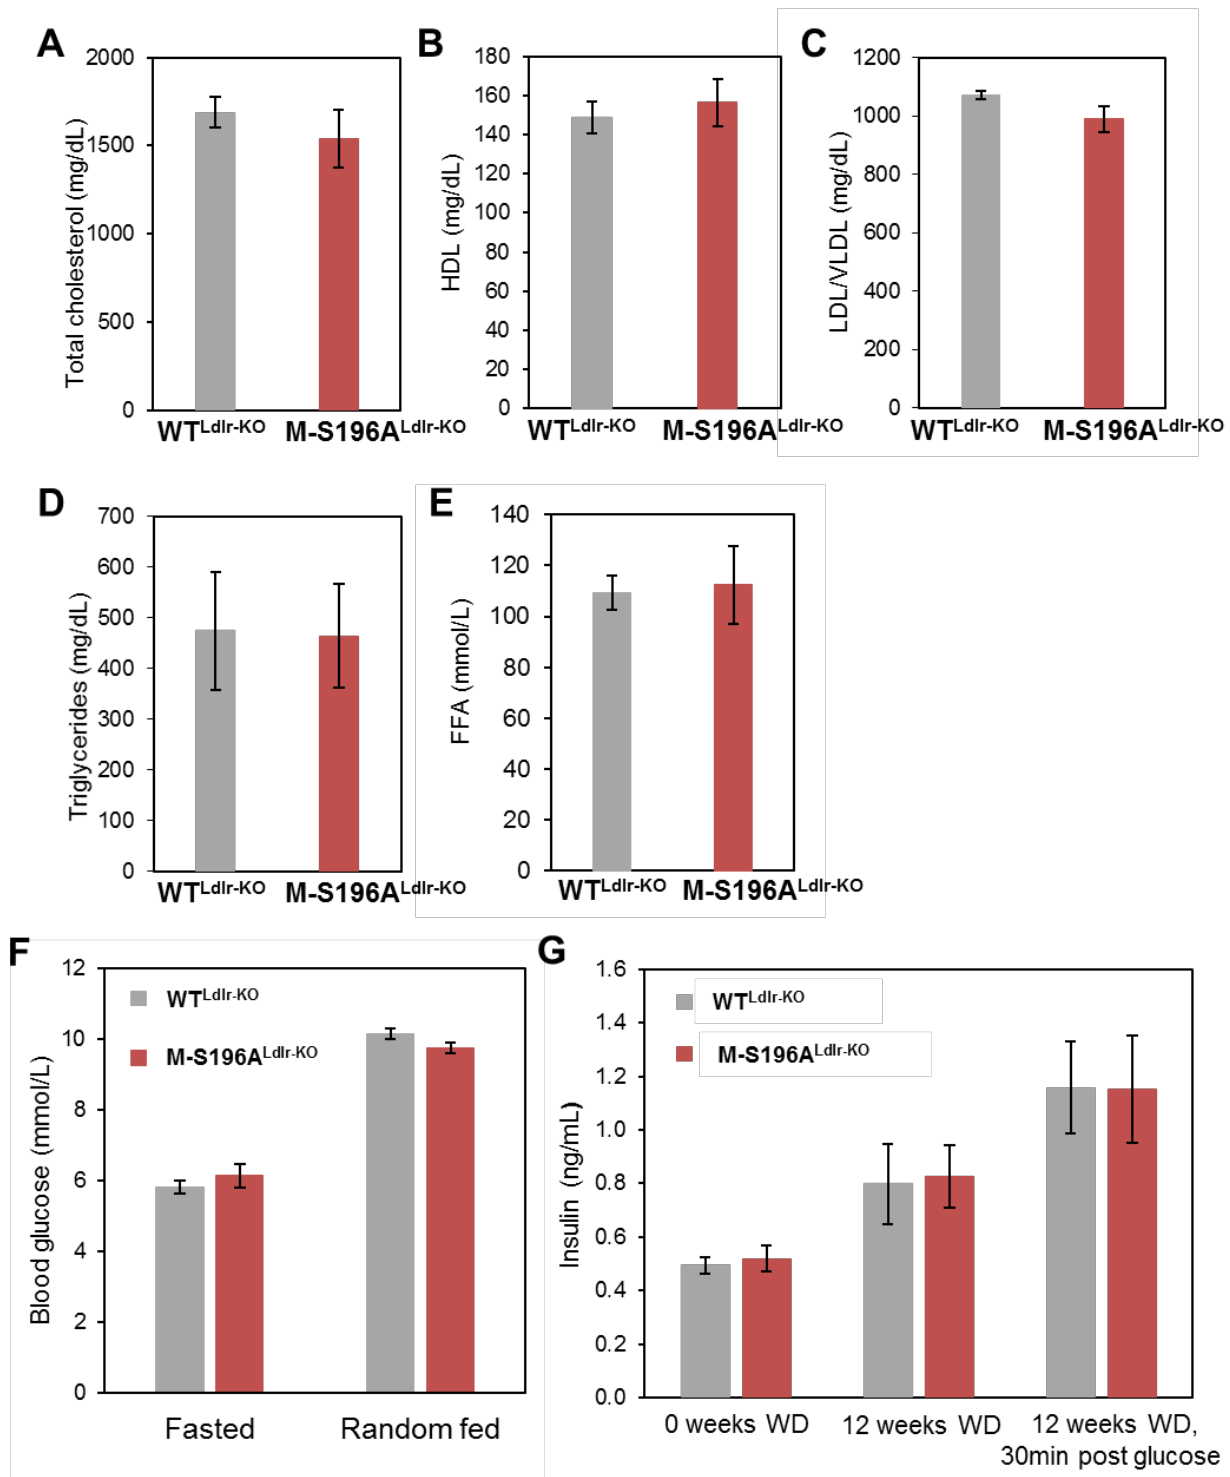 A
2000
1500
1000
500
0
Total cholesterol (mg/dL)
WT^Ldlr-KO M-S196A^Ldlr-KO
B
180
160
140
120
100
80
60
40
20
0
HDL (mg/dL)
WT^Ldlr-KO M-S196A^Ldlr-KO
C
1200
1000
800
600
400
200
0
LDL/VLDL (mg/dL)
WT^Ldlr-KO M-S196A^Ldlr-KO
D
700
600
500
400
300
200
100
0
Triglycerides (mg/dL)
WT^Ldlr-KO M-S196A^Ldlr-KO
E
140
120
100
80
60
40
20
0
FFA (mmol/L)
WT^Ldlr-KO M-S196A^Ldlr-KO
F
12
10
8
6
4
2
0
Blood glucose (mmol/L)
WT^Ldlr-KO
M-S196A^Ldlr-KO
Fasted Random fed
G
1.6
1.4
1.2
1.0
0.8
0.6
0.4
0.2
0.0
Insulin (ng/mL)
WT^Ldlr-KO
M-S196A^Ldlr-KO
0 weeks WD 12 weeks WD 12 weeks WD,
30min post glucose